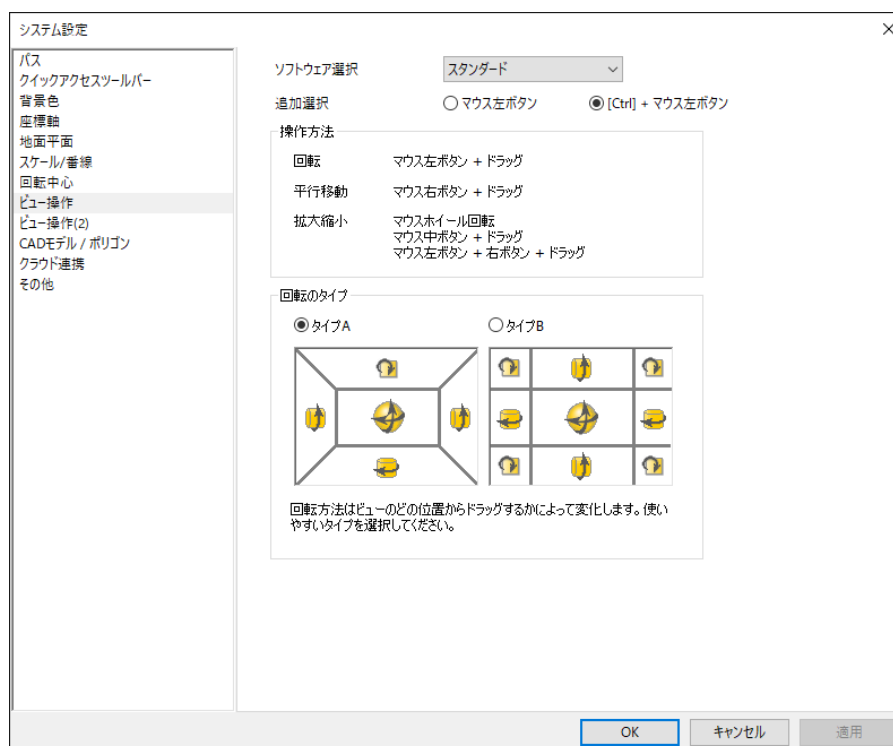 システム設定
パス
クイックアクセスツールバー
背景色
座標軸
地面平面
スケール/番線
回転中心
ビュー操作
ビュー操作(2)
CADモデル / ポリゴン
クラウド連携
その他
ソフトウェア選択 スタンダード
追加選択 マウス左ボタン [Ctrl] + マウス左ボタン
操作方法
回転 マウス左ボタン + ドラッグ
平行移動 マウス右ボタン + ドラッグ
拡大縮小 マウスホイール回転
マウス中ボタン + ドラッグ
マウス左ボタン + 右ボタン + ドラッグ
回転のタイプ
タイプA タイプB
回転方法はビューのどの位置からドラッグするかによって変化します。使い
やすいタイプを選択してください。
OK キャンセル 適用